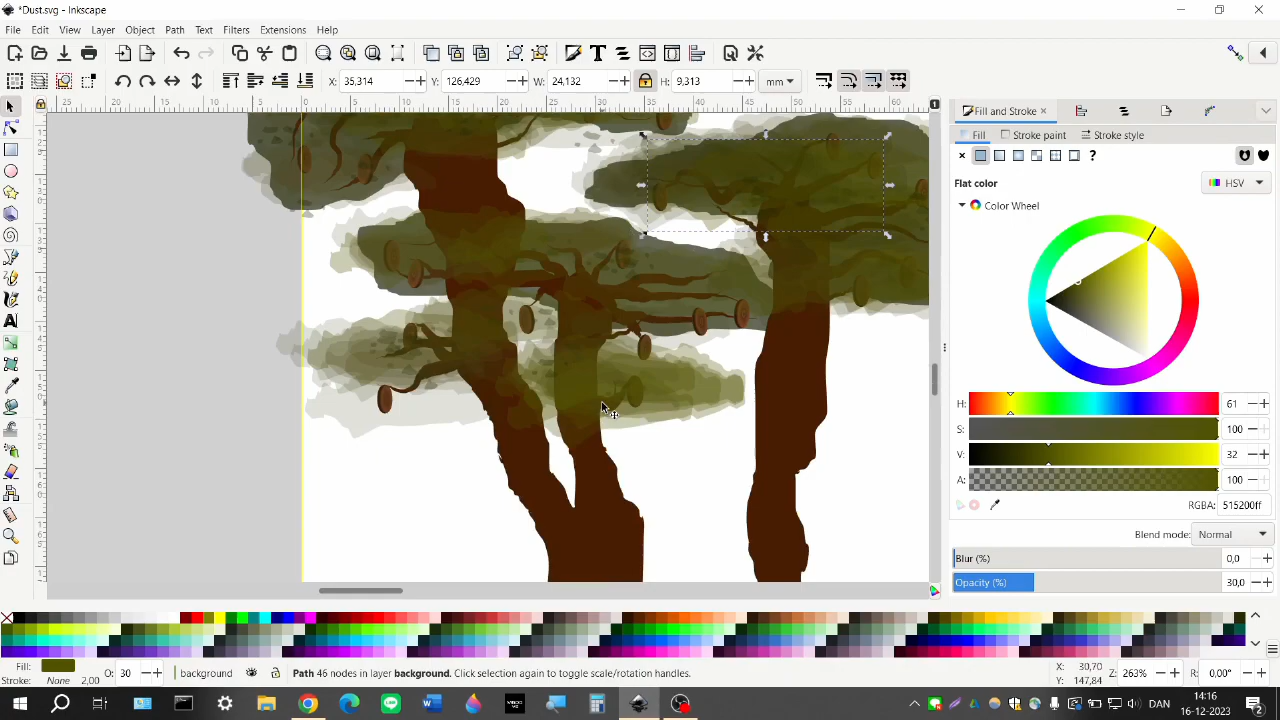 *Dust.svg - Inkscape
File Edit View Layer Object Path Text Filters Extensions Help
X: 35,314 Y: 126,429 W: 24,132 H: 9,313 mm
Fill and Stroke
Fill Stroke paint Stroke style
Flat color HSV
Color Wheel
H: 61
S: 100
V: 32
A: 100
RGBA: 515200ff
Blend mode: Normal
Blur (%) 0,0
Opacity (%) 30,0
Fill: O: 30 background Path 46 nodes in layer background. Click selection again to toggle scale/rotation handles. X: 30,70 Z: 263% R: 0,00°
Stroke: None 2,00 Y: 147,84
14:16
DAN
16-12-2023